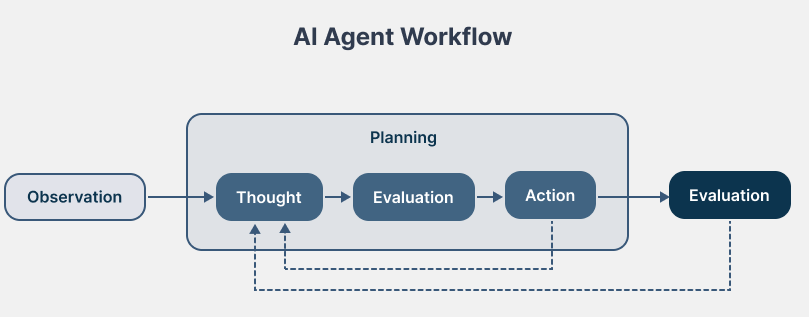 AI Agent Workflow
Planning
Observation
Thought
Evaluation
Action
Evaluation